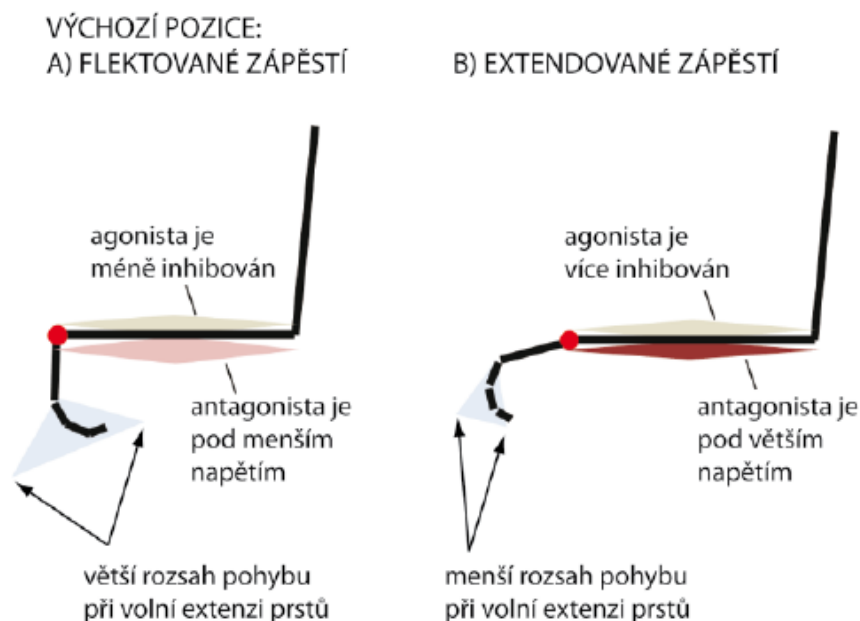 VÝCHOZÍ POZICE:
A) FLEKTOVANÉ ZÁPĚSTÍ
B) EXTENDOVANÉ ZÁPĚSTÍ
agonista je
méně inhibován
agonista je
více inhibován
antagonista je
pod menším
napětím
antagonista je
pod větším
napětím
větší rozsah pohybu
při volní extenzi prstů
menší rozsah pohybu
při volní extenzi prstů